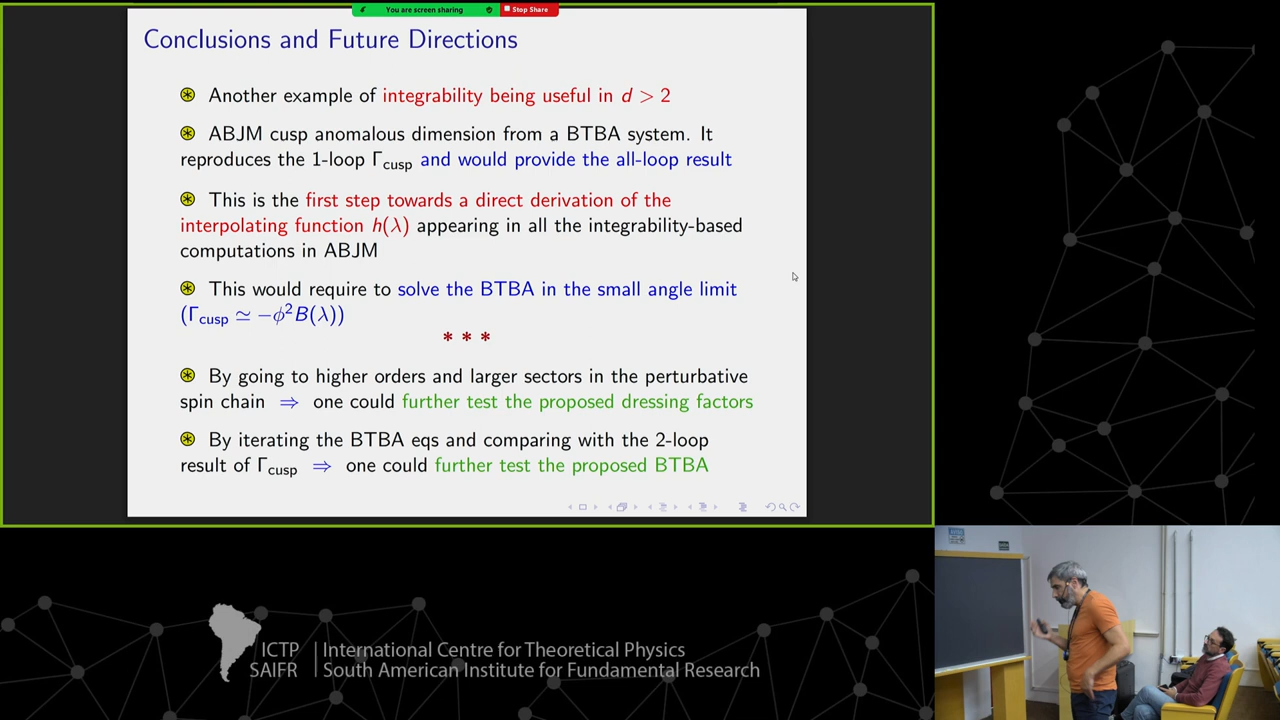 You are screen sharing
Stop Share
Conclusions and Future Directions
Another example of integrability being useful in d > 2
ABJM cusp anomalous dimension from a BTBA system. It
reproduces the 1-loop Γcusp and would provide the all-loop result
This is the first step towards a direct derivation of the
interpolating function h(λ) appearing in all the integrability-based
computations in ABJM
This would require to solve the BTBA in the small angle limit
(Γcusp ≃ −ϕ²B(λ))
* * *
By going to higher orders and larger sectors in the perturbative
spin chain ⇒ one could further test the proposed dressing factors
By iterating the BTBA eqs and comparing with the 2-loop
result of Γcusp ⇒ one could further test the proposed BTBA
ICTP
SAIFR
International Centre for Theoretical Physics
South American Institute for Fundamental Research